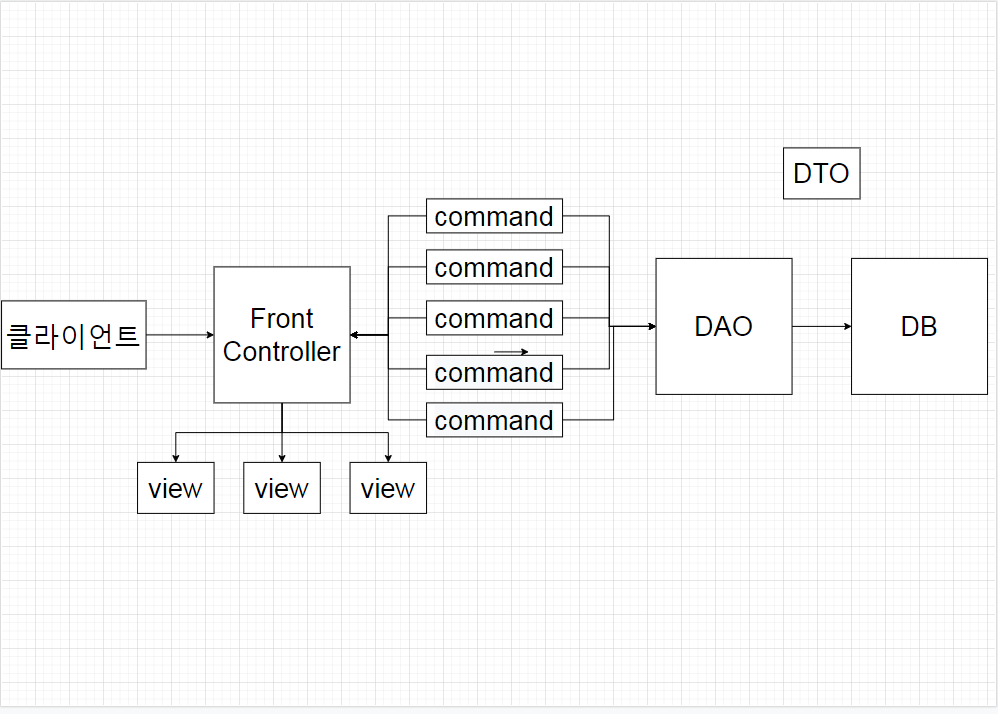 DTO
command
command
command
command
command
클라이언트
Front
Controller
DAO
DB
view
view
view